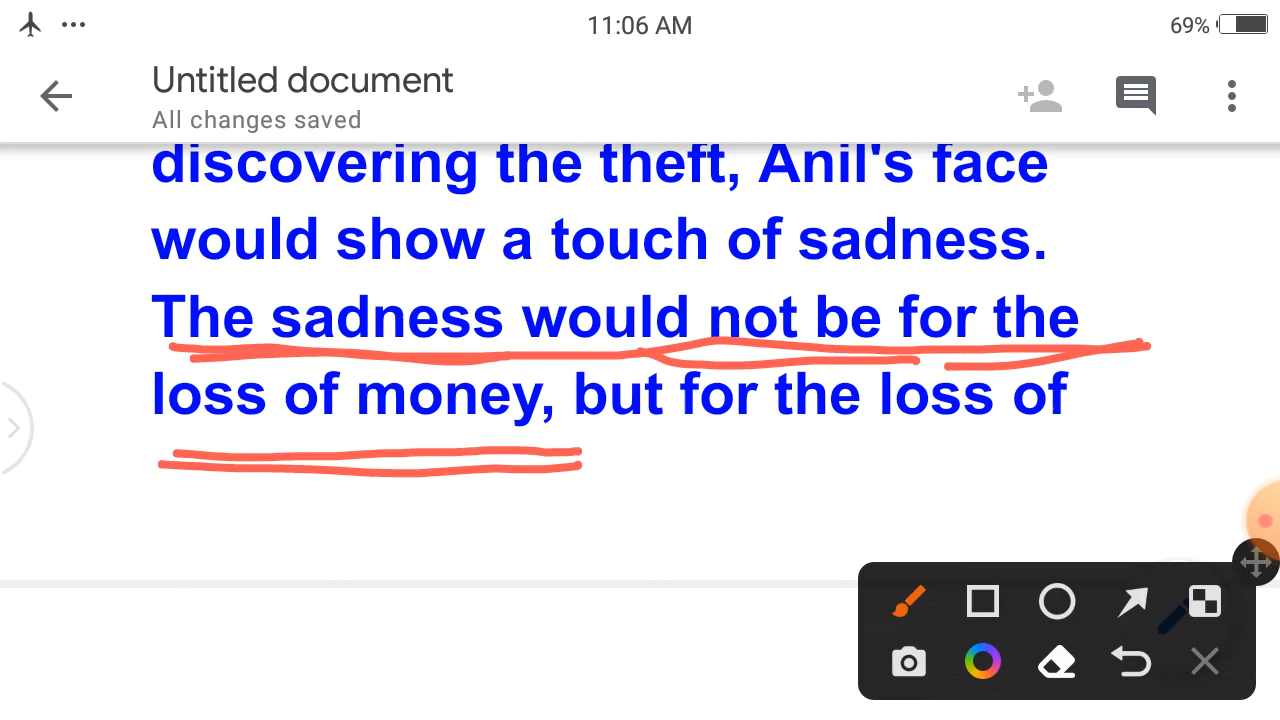 11:06 AM
69%
Untitled document
All changes saved
discovering the theft, Anil's face
would show a touch of sadness.
The sadness would not be for the
loss of money, but for the loss of